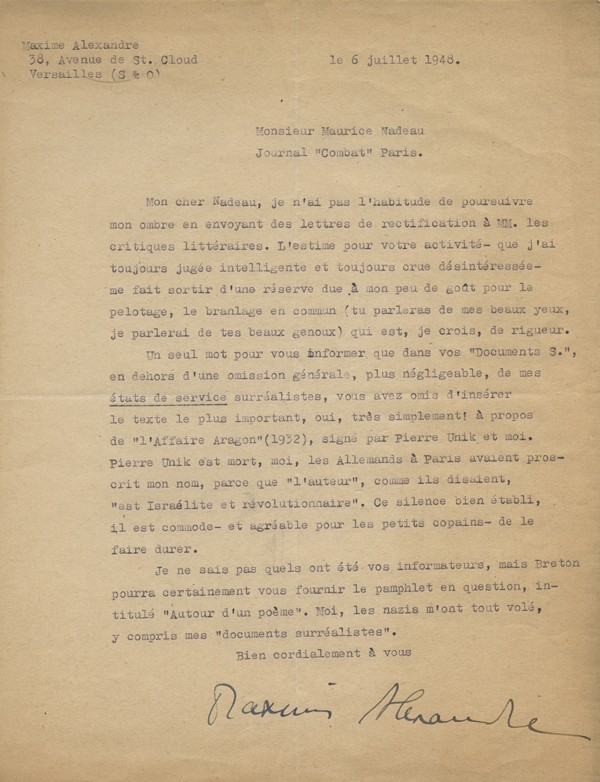 Maxime Alexandre
38, Avenue de St. Cloud
Versailles (S & O)
le 6 juillet 1948.
Monsieur Maurice Nadeau
Journal "Combat" Paris.
Mon cher Nadeau, je n'ai pas l'habitude de poursuivre
mon ombre en envoyant des lettres de rectification à MM. les
critiques littéraires. L'estime pour votre activité- que j'ai
toujours jugée intelligente et toujours crue désintéressée-
me fait sortir d'une réserve due à mon peu de goût pour le
pelotage, le branlage en commun (tu parleras de mes beaux yeux,
je parlerai de tes beaux genoux) qui est, je crois, de rigueur.
Un seul mot pour vous informer que dans vos "Documents S.",
en dehors d'une omission générale, plus négligeable, de mes
états de service surréalistes, vous avez omis d'insérer
le texte le plus important, oui, très simplement! à propos
de "l'Affaire Aragon"(1932), signé par Pierre Unik et moi.
Pierre Unik est mort, moi, les Allemands à Paris avaient pros-
crit mon nom, parce que "l'auteur", comme ils disaient,
"est Israélite et révolutionnaire". Ce silence bien établi,
il est commode- et agréable pour les petits copains- de le
faire durer.
Je ne sais pas quels ont été vos informateurs, mais Breton
pourra certainement vous fournir le pamphlet en question, in-
titulé "Autour d'un poème". Moi, les nazis m'ont tout volé,
y compris mes "documents surréalistes".
Bien cordialement à vous
Maxime Alexandre